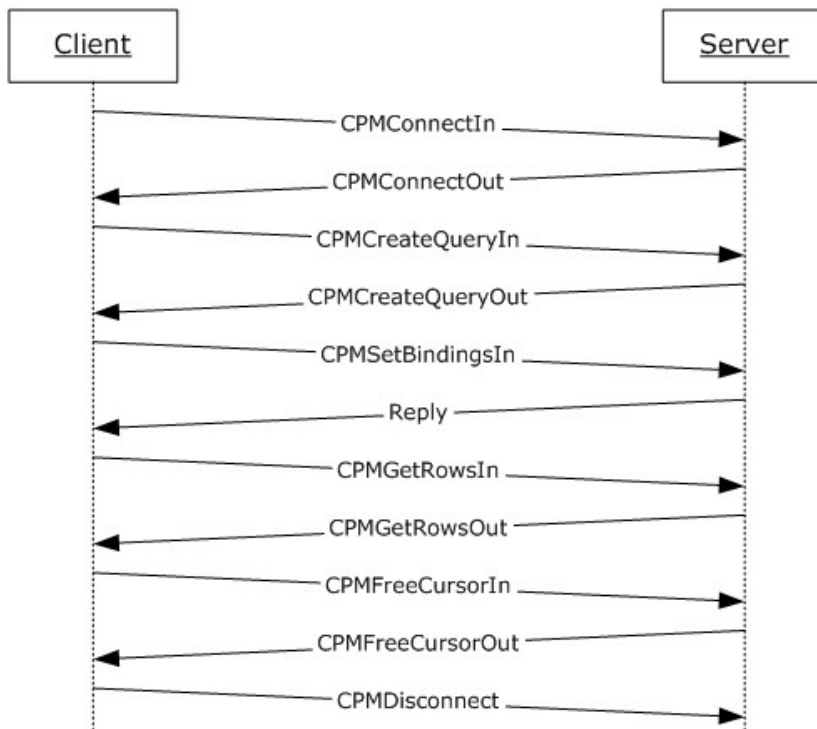 Client
Server
CPMConnectIn
CPMConnectOut
CPMCreateQueryIn
CPMCreateQueryOut
CPMSetBindingsIn
Reply
CPMGetRowsIn
CPMGetRowsOut
CPMFreeCursorIn
CPMFreeCursorOut
CPMDisconnect